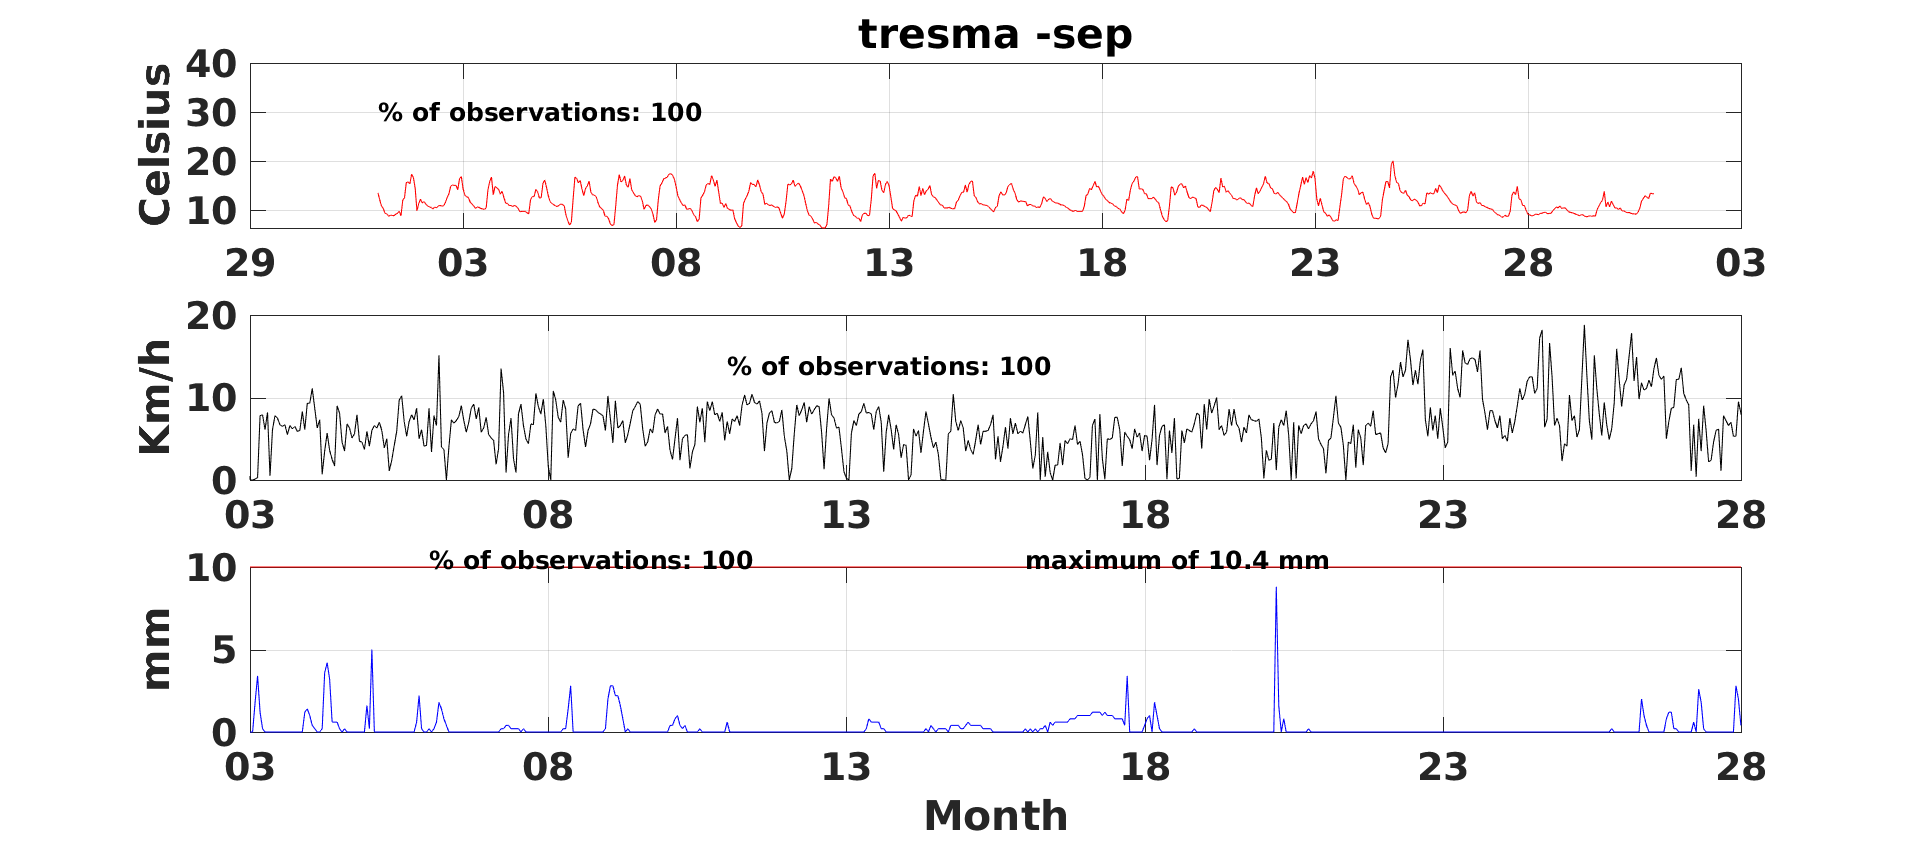 tresma -sep
Celsius
40
30
20
10
% of observations: 100
29 03 08 13 18 23 28 03
Km/h
20
10
0
% of observations: 100
03 08 13 18 23 28
mm
10
5
0
% of observations: 100 maximum of 10.4 mm
03 08 13 18 23 28
Month